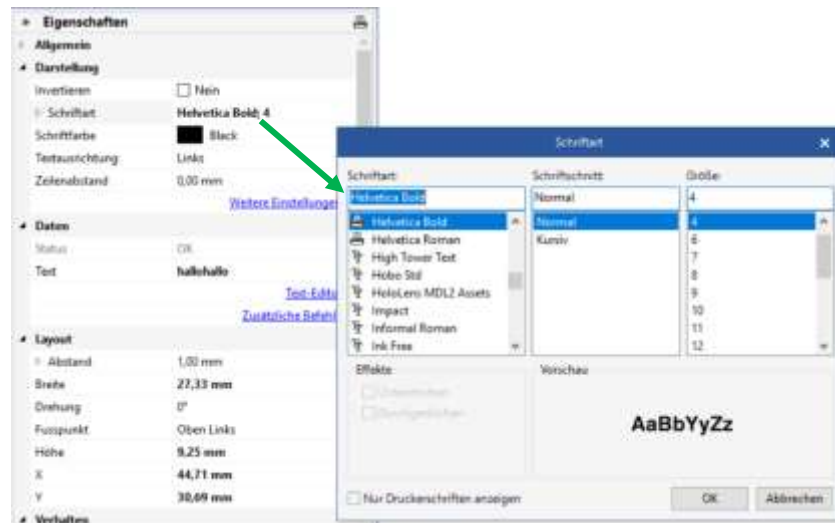 Eigenschaften
Allgemein
Darstellung
Invertieren Nein
Schriftart Helvetica Bold; 4
Schriftfarbe Black
Textausrichtung Links
Zeilenabstand 0,00 mm
Weitere Einstellungen
Daten
Status OK
Text hallohallo
Text-Edito
Zusätzliche Befehl
Layout
Abstand 1,00 mm
Breite 27,33 mm
Drehung 0°
Fusspunkt Oben Links
Höhe 9,25 mm
X 44,71 mm
Y 30,69 mm
Verhalten
Schriftart
Schriftart: Schriftschnitt: Größe:
Helvetica Bold Normal 4
Helvetica Bold Normal 4
Helvetica Roman Kursiv 6
High Tower Text 7
Hobo Std 8
HoloLens MDL2 Assets 9
Impact 10
Informal Roman 11
Ink Free 12
Effekte Vorschau
Unterstrichen
Durchgestrichen
AaBbYyZz
Nur Druckerschriften anzeigen OK Abbrechen